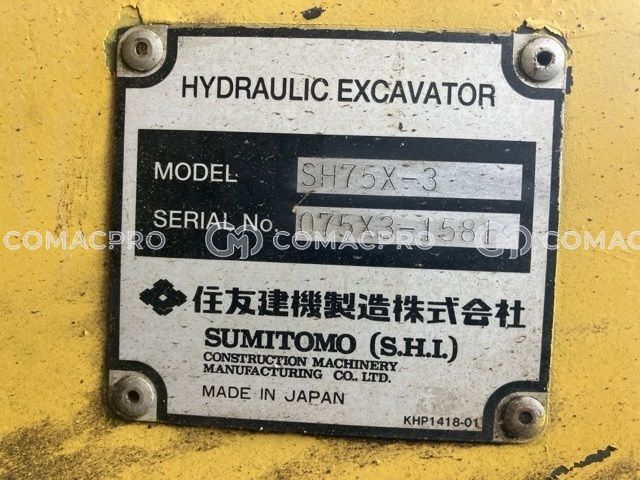 HYDRAULIC EXCAVATOR
MODEL SH75X-3
SERIAL No. 075X3-1581
COMACPRO COMACPRO COMACPRO
住友建機製造株式会社
SUMITOMO (S.H.I.)
CONSTRUCTION MACHINERY
MANUFACTURING CO., LTD.
MADE IN JAPAN
KHP1418-01